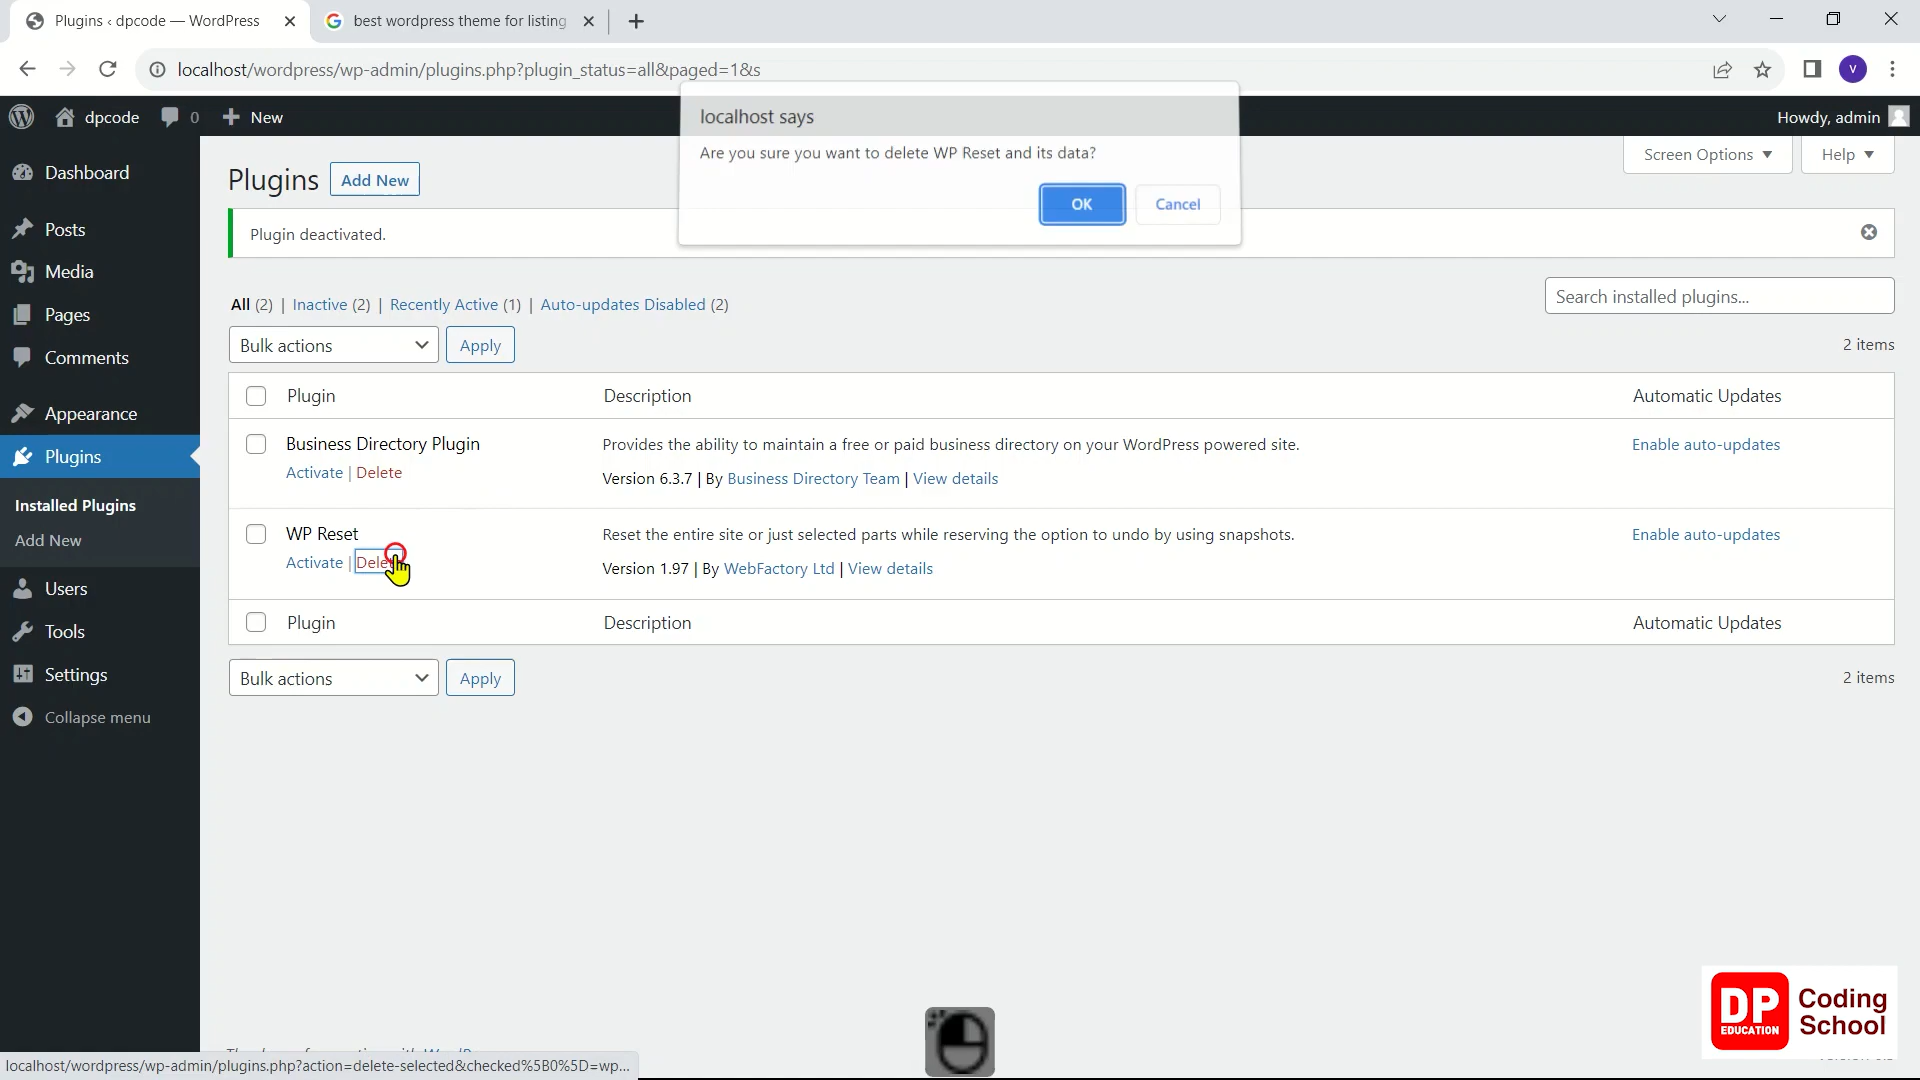 Plugins ‹ dpcode — WordPress
best wordpress theme for listing
localhost/wordpress/wp-admin/plugins.php?plugin_status=all&paged=1&s
V
dpcode
0
New
Howdy, admin
localhost says
Are you sure you want to delete WP Reset and its data?
OK
Cancel
Screen Options
Help
Dashboard
Posts
Media
Pages
Comments
Appearance
Plugins
Installed Plugins
Add New
Users
Tools
Settings
Collapse menu
Plugins
Add New
Plugin deactivated.
All (2) | Inactive (2) | Recently Active (1) | Auto-updates Disabled (2)
Search installed plugins...
Bulk actions
Apply
2 items
Plugin
Description
Automatic Updates
Business Directory Plugin
Provides the ability to maintain a free or paid business directory on your WordPress powered site.
Enable auto-updates
Activate | Delete
Version 6.3.7 | By Business Directory Team | View details
WP Reset
Reset the entire site or just selected parts while reserving the option to undo by using snapshots.
Enable auto-updates
Activate |
Version 1.97 | By WebFactory Ltd | View details
Plugin
Description
Automatic Updates
Bulk actions
Apply
2 items
DP
EDUCATION
Coding
School
localhost/wordpress/wp-admin/plugins.php?action=delete-selected&checked%5B0%5D=wp...